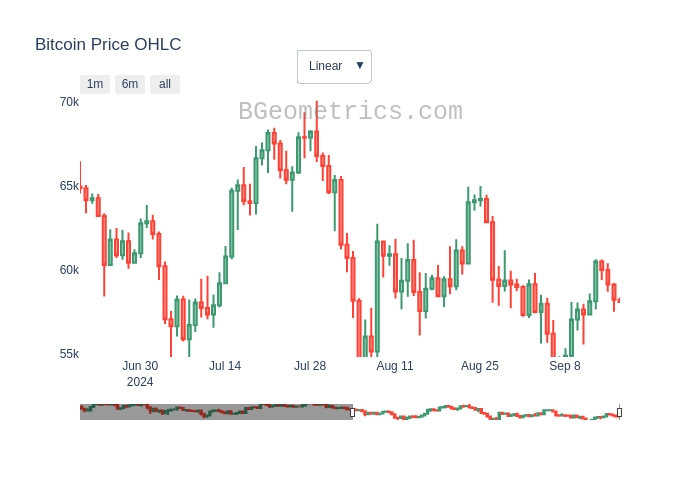 Bitcoin Price OHLC
Linear ▼
1m 6m all
BGeometrics.com
70k
65k
60k
55k
Jun 30 Jul 14 Jul 28 Aug 11 Aug 25 Sep 8
2024